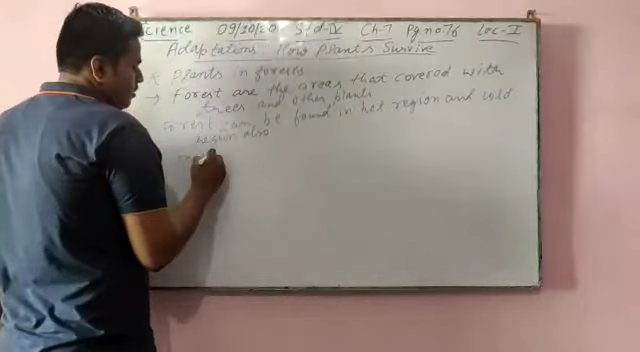 Science 09/10/20 Std-IV Ch-7 Pg no 76 Lec-I
Adaptations How Plants Survive
* Plants in forests
→ Forest are the areas that covered with
trees and other plants
Forest can be found in hot region and cold
region also